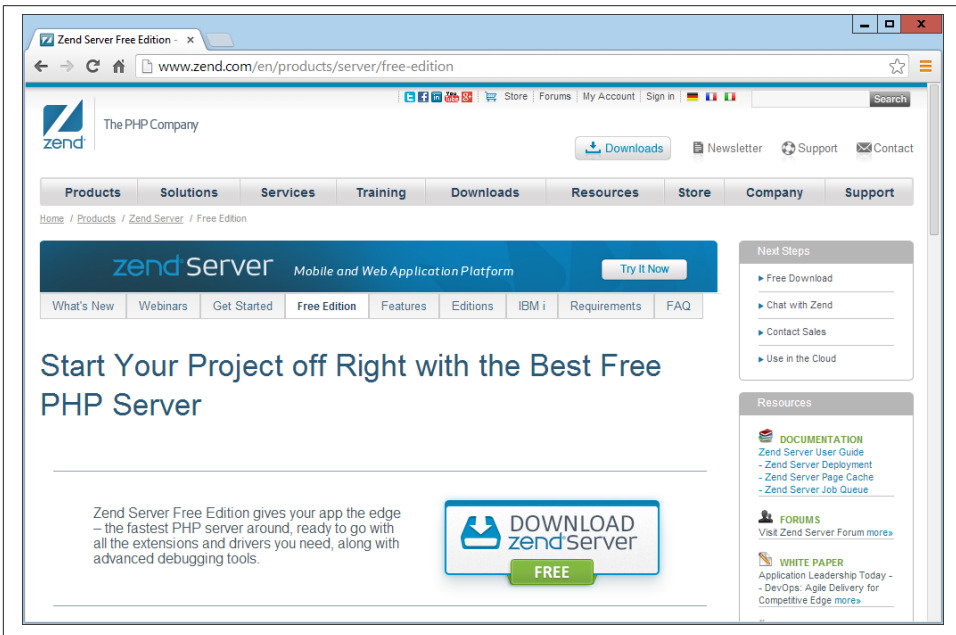 Zend Server Free Edition -
www.zend.com/en/products/server/free-edition
Store Forums My Account Sign in
Search
zend
The PHP Company
Downloads Newsletter Support Contact
Products Solutions Services Training Downloads Resources Store Company Support
Home / Products / Zend Server / Free Edition
zend Server Mobile and Web Application Platform Try It Now
What's New Webinars Get Started Free Edition Features Editions IBM i Requirements FAQ
Start Your Project off Right with the Best Free
PHP Server
Zend Server Free Edition gives your app the edge
– the fastest PHP server around, ready to go with
all the extensions and drivers you need, along with
advanced debugging tools.
DOWNLOAD
zend Server
FREE
Next Steps
Free Download
Chat with Zend
Contact Sales
Use in the Cloud
Resources
DOCUMENTATION
Zend Server User Guide
- Zend Server Deployment
- Zend Server Page Cache
- Zend Server Job Queue
FORUMS
Visit Zend Server Forum more»
WHITE PAPER
Application Leadership Today -
- DevOps: Agile Delivery for
Competitive Edge more»